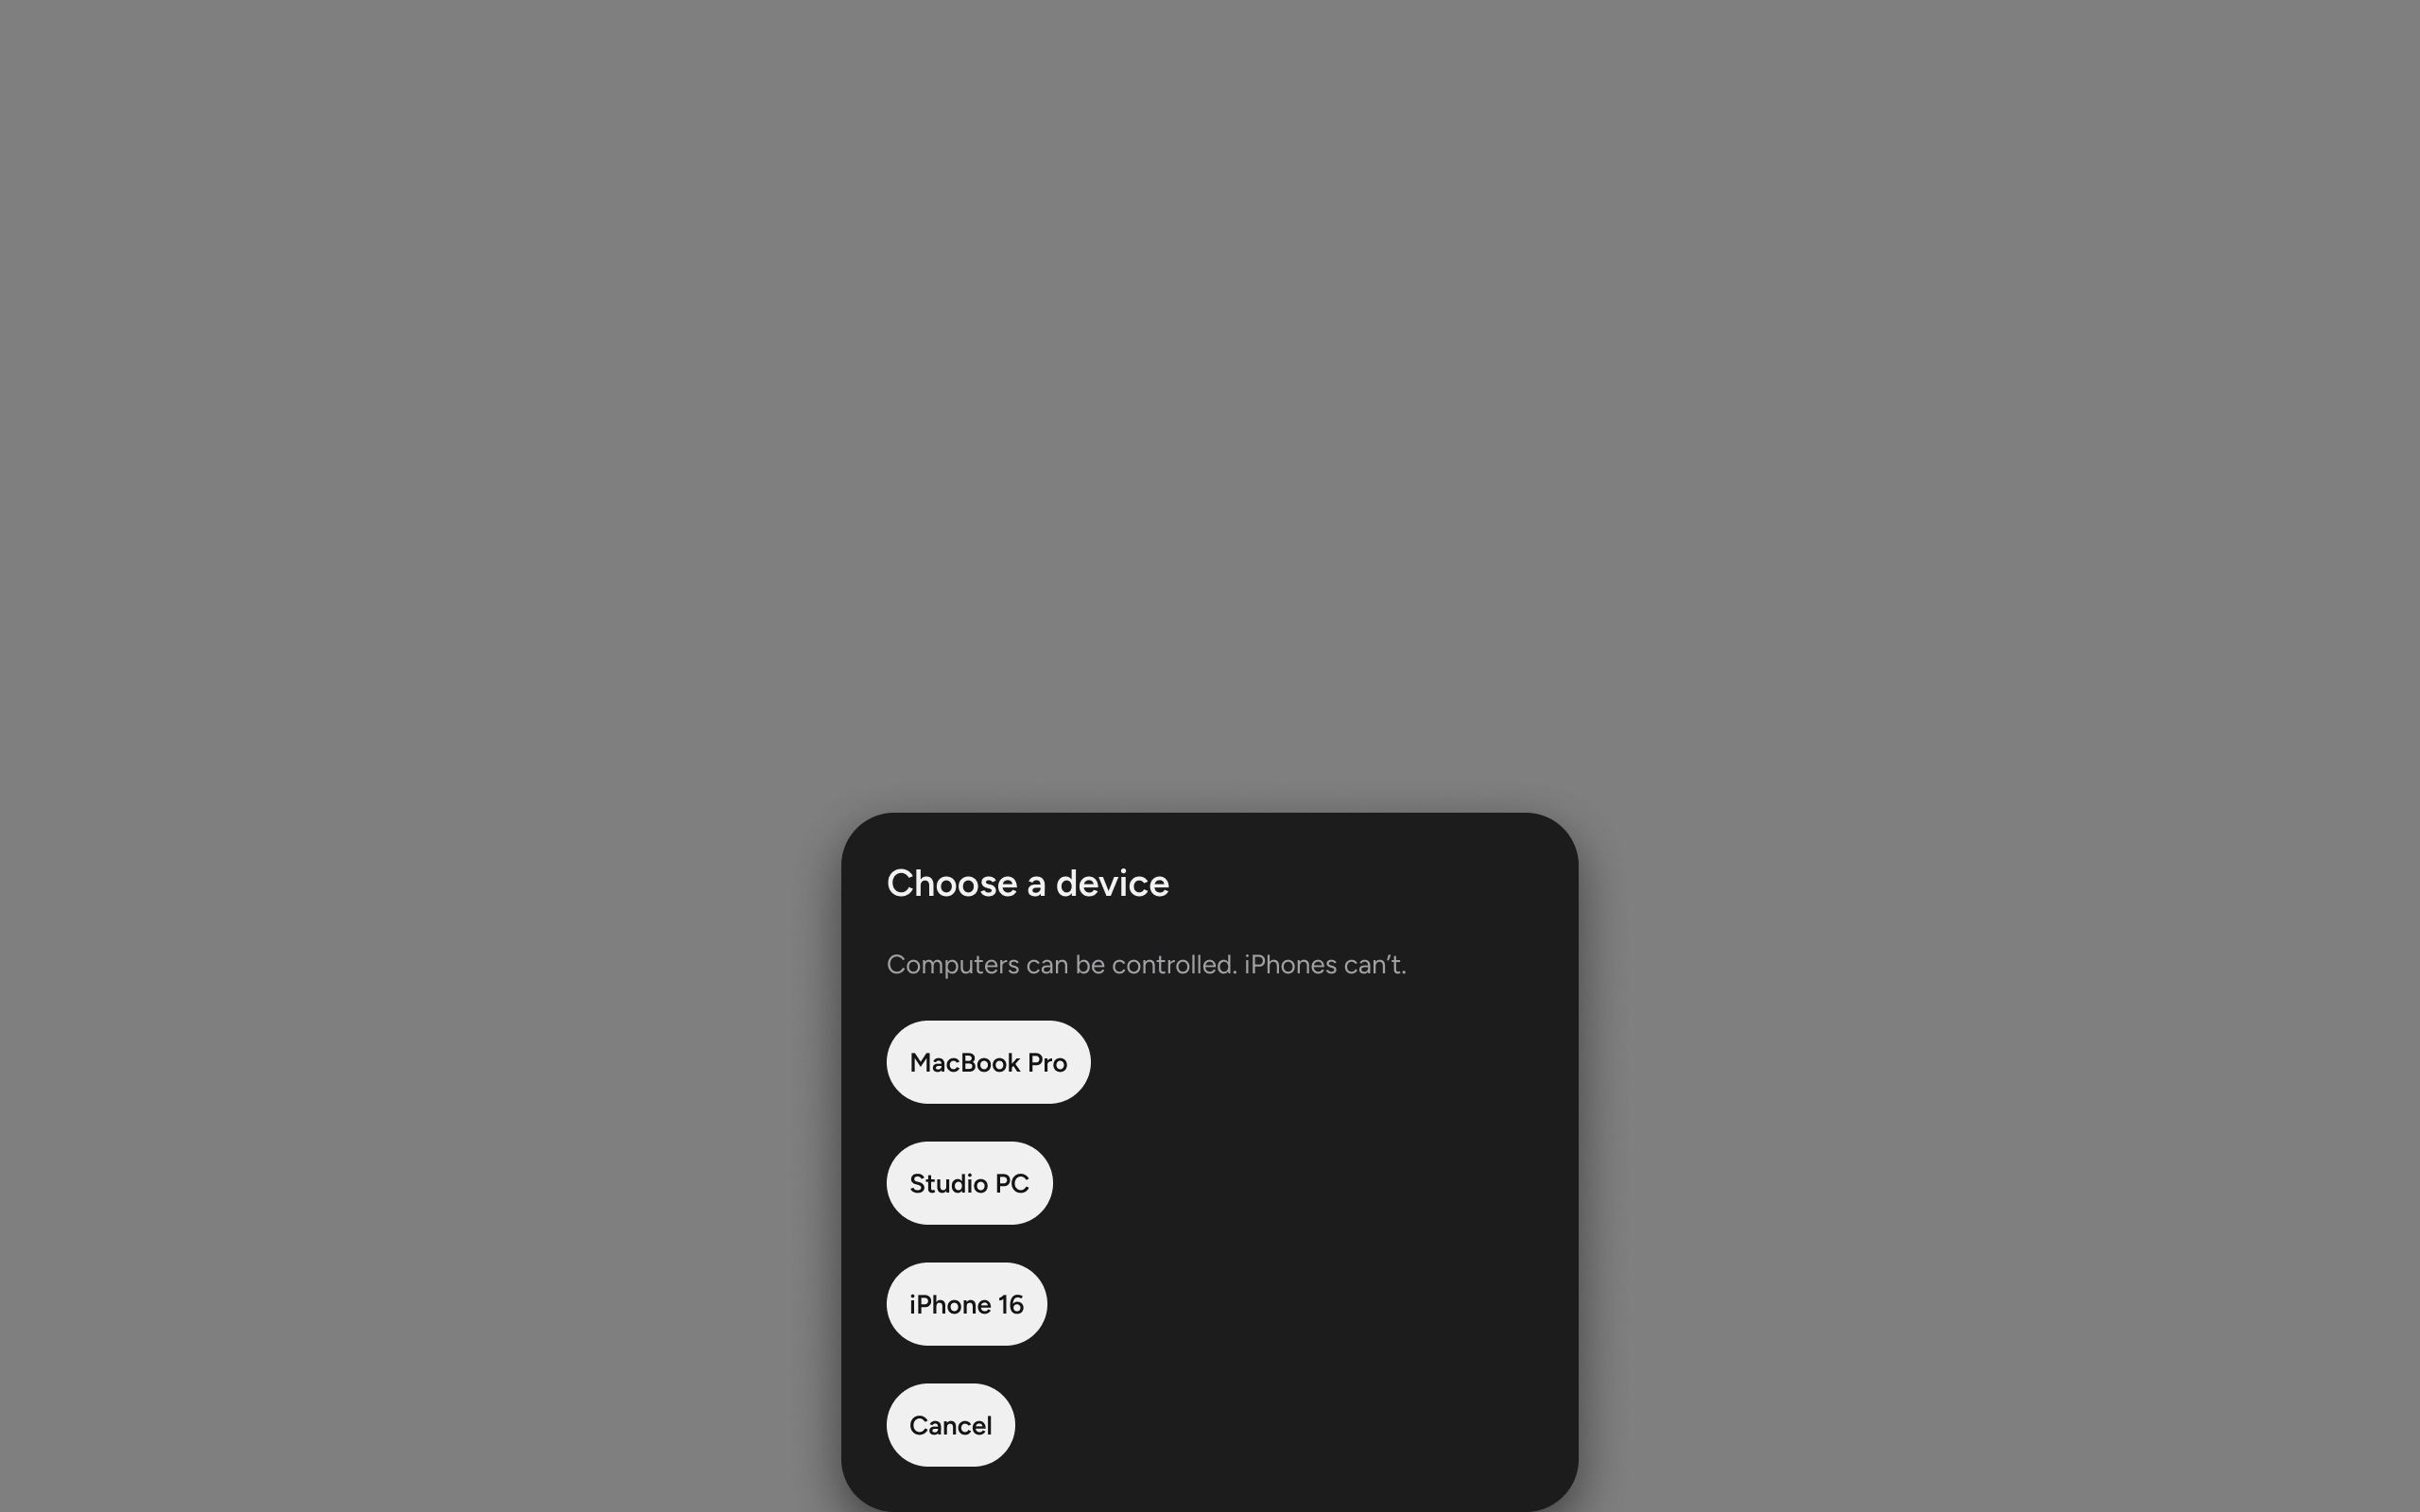 Choose a device
Computers can be controlled. iPhones can’t.
MacBook Pro
Studio PC
iPhone 16
Cancel